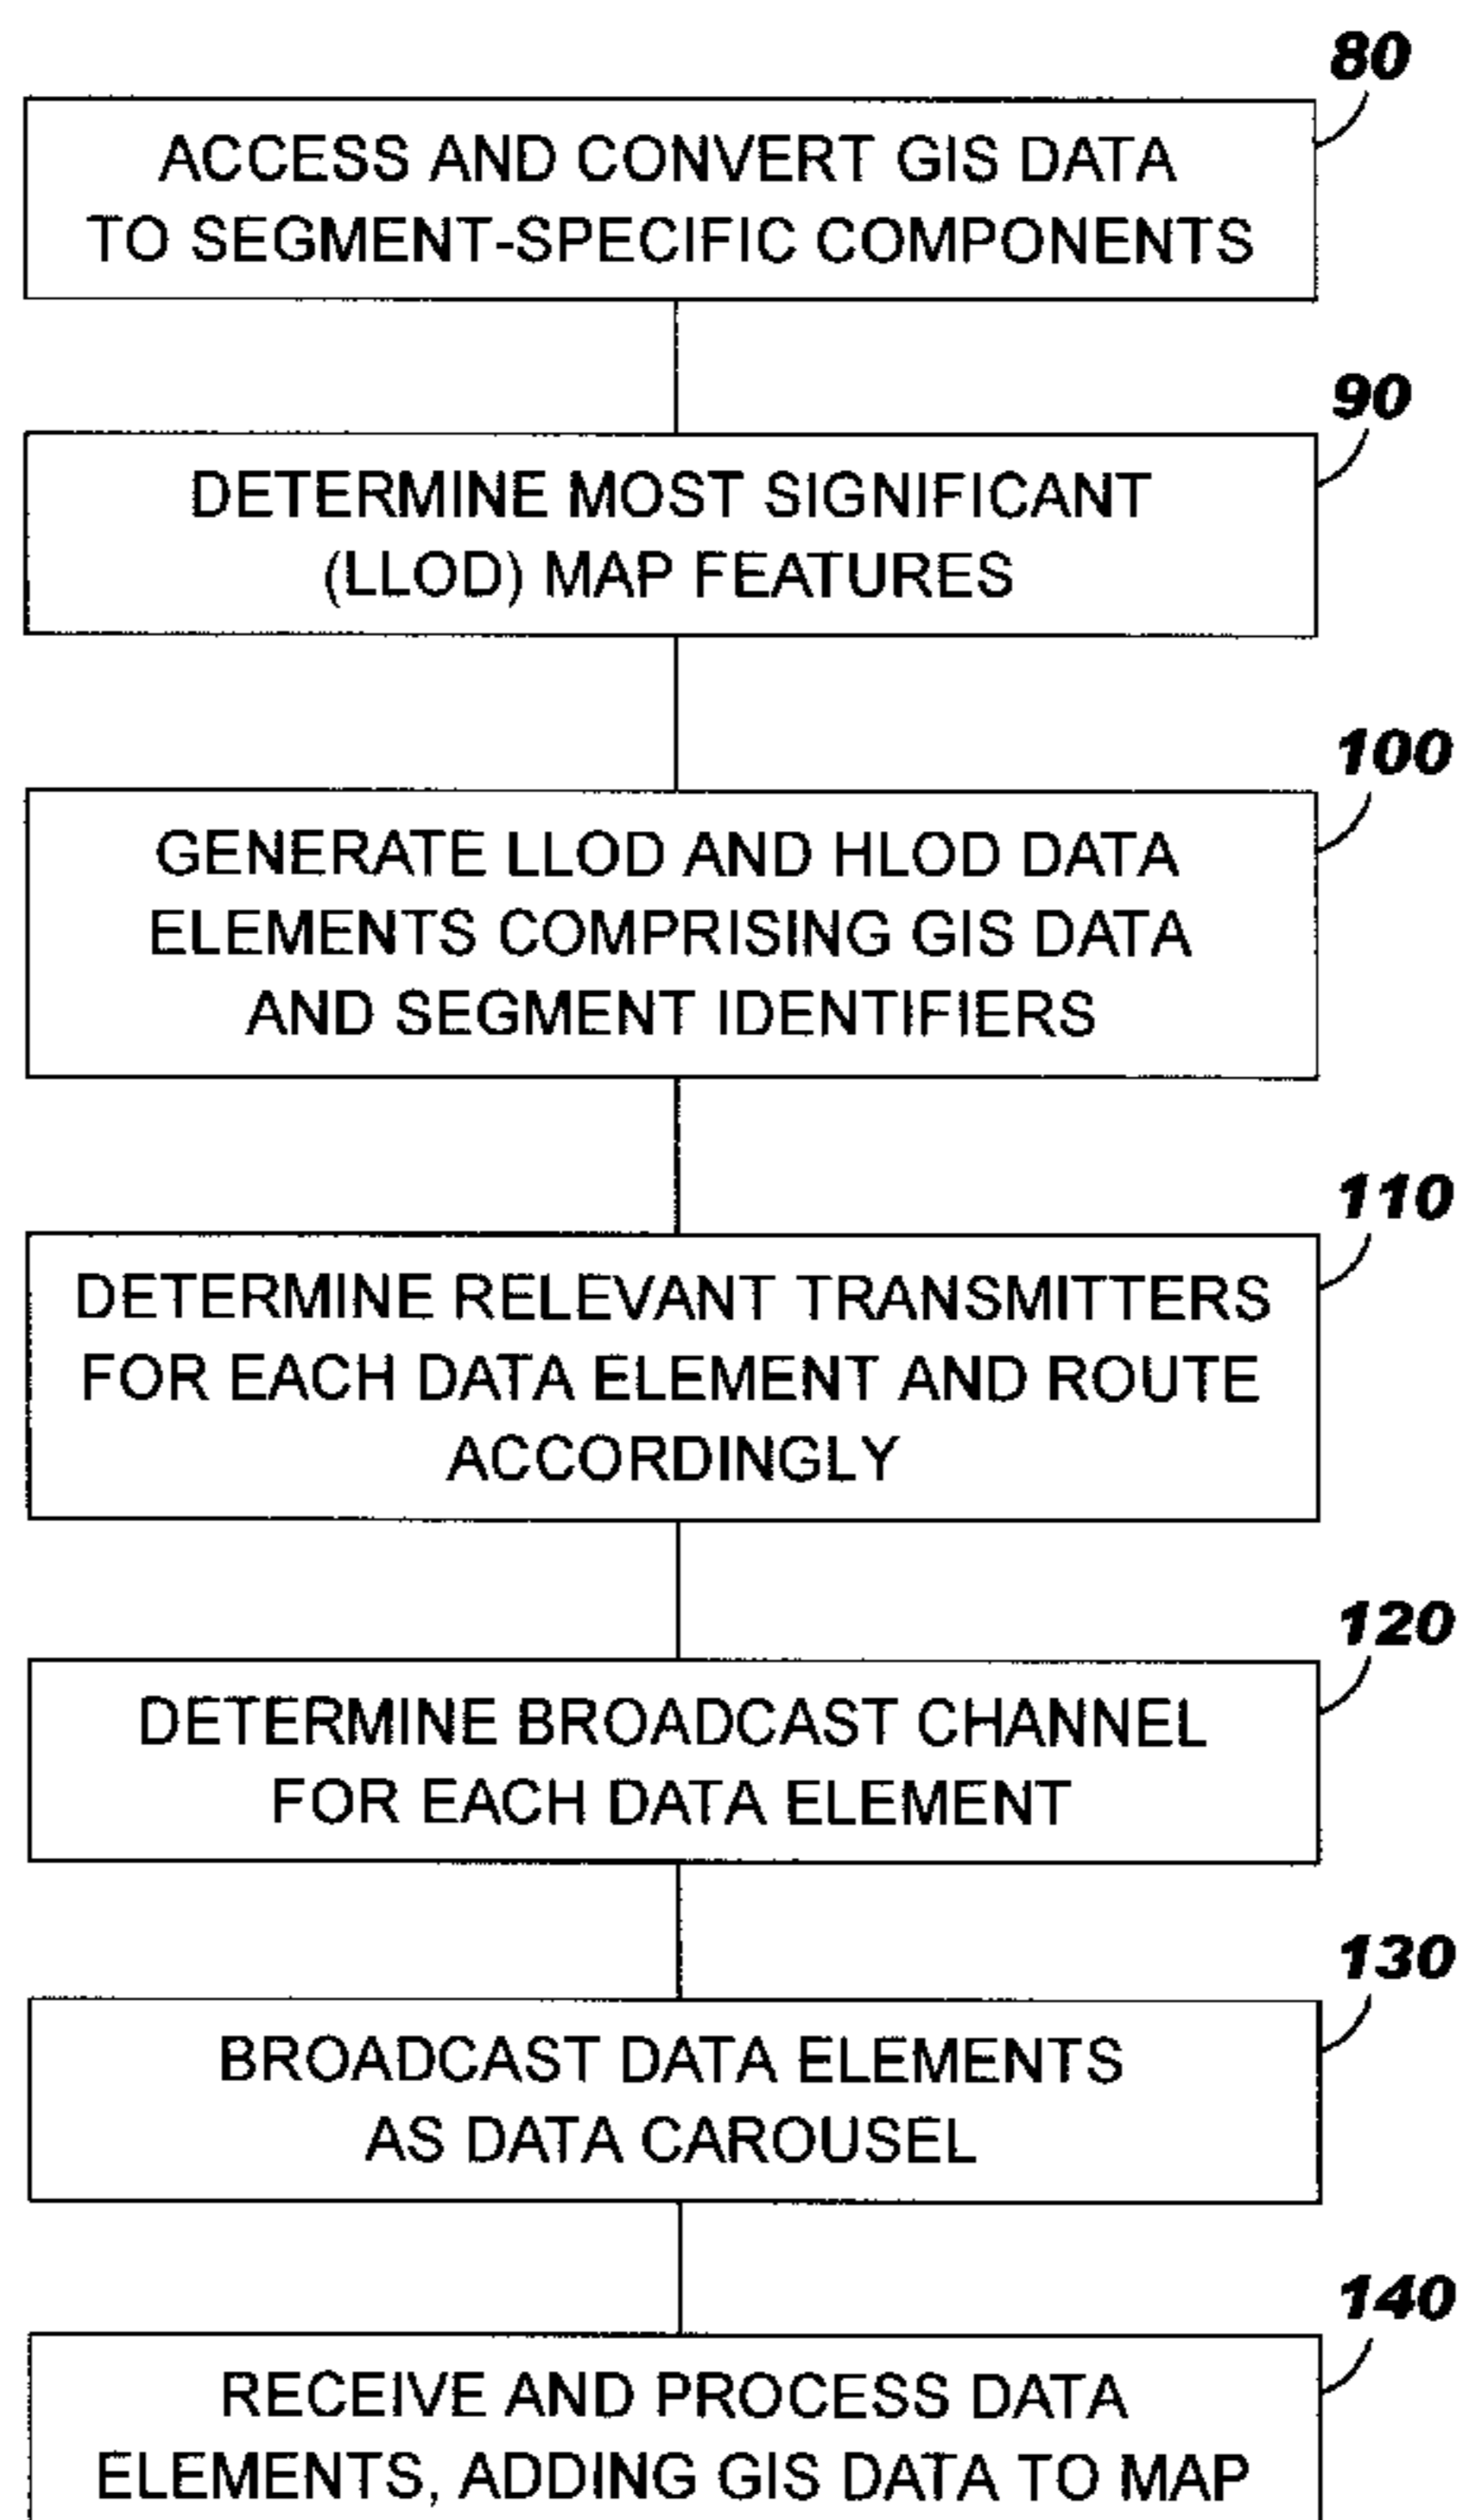 80
ACCESS AND CONVERT GIS DATA
TO SEGMENT-SPECIFIC COMPONENTS
90
DETERMINE MOST SIGNIFICANT
(LLOD) MAP FEATURES
100
GENERATE LLOD AND HLOD DATA
ELEMENTS COMPRISING GIS DATA
AND SEGMENT IDENTIFIERS
110
DETERMINE RELEVANT TRANSMITTERS
FOR EACH DATA ELEMENT AND ROUTE
ACCORDINGLY
120
DETERMINE BROADCAST CHANNEL
FOR EACH DATA ELEMENT
130
BROADCAST DATA ELEMENTS
AS DATA CAROUSEL
140
RECEIVE AND PROCESS DATA
ELEMENTS, ADDING GIS DATA TO MAP